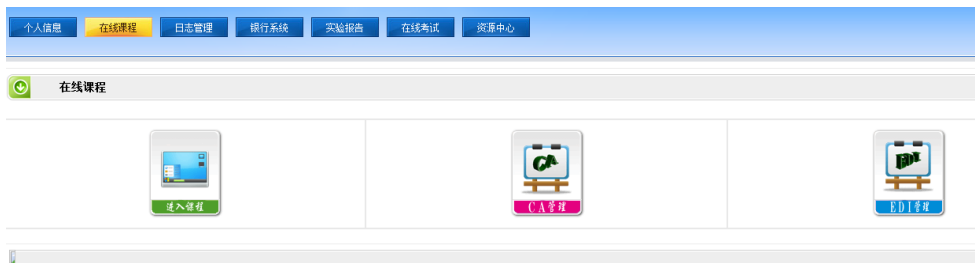 个人信息 在线课程 日志管理 银行系统 实验报告 在线考试 资源中心
在线课程
CA EDI
进入课程 CA管理 EDI管理